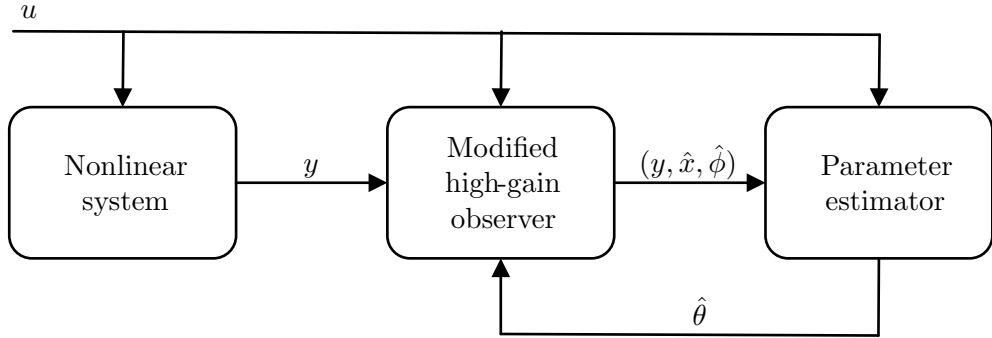 u
Nonlinear
system
y
Modified
high-gain
observer
(y, x̂, ϕ̂)
Parameter
estimator
θ̂